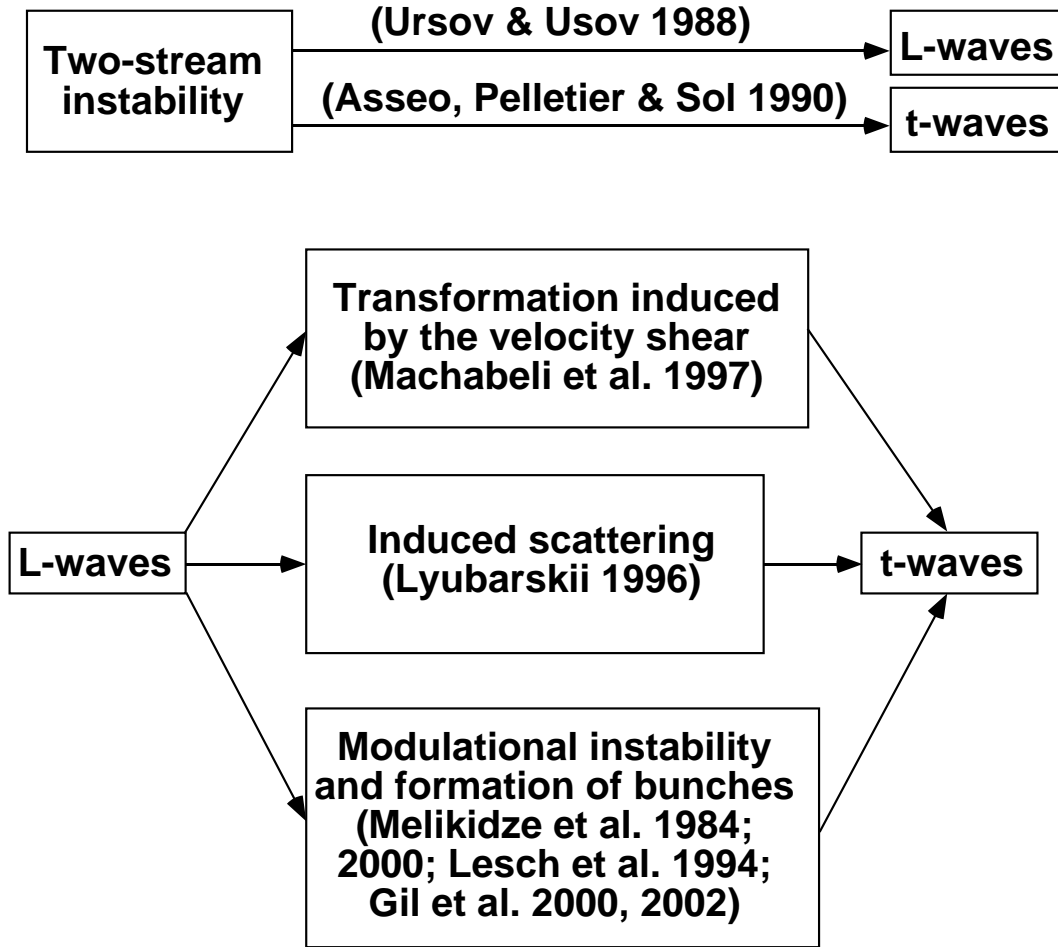 (Ursov & Usov 1988)
Two-stream
instability
L-waves
(Asseo, Pelletier & Sol 1990)
t-waves
Transformation induced
by the velocity shear
(Machabeli et al. 1997)
L-waves
Induced scattering
(Lyubarskii 1996)
t-waves
Modulational instability
and formation of bunches
(Melikidze et al. 1984;
2000; Lesch et al. 1994;
Gil et al. 2000, 2002)